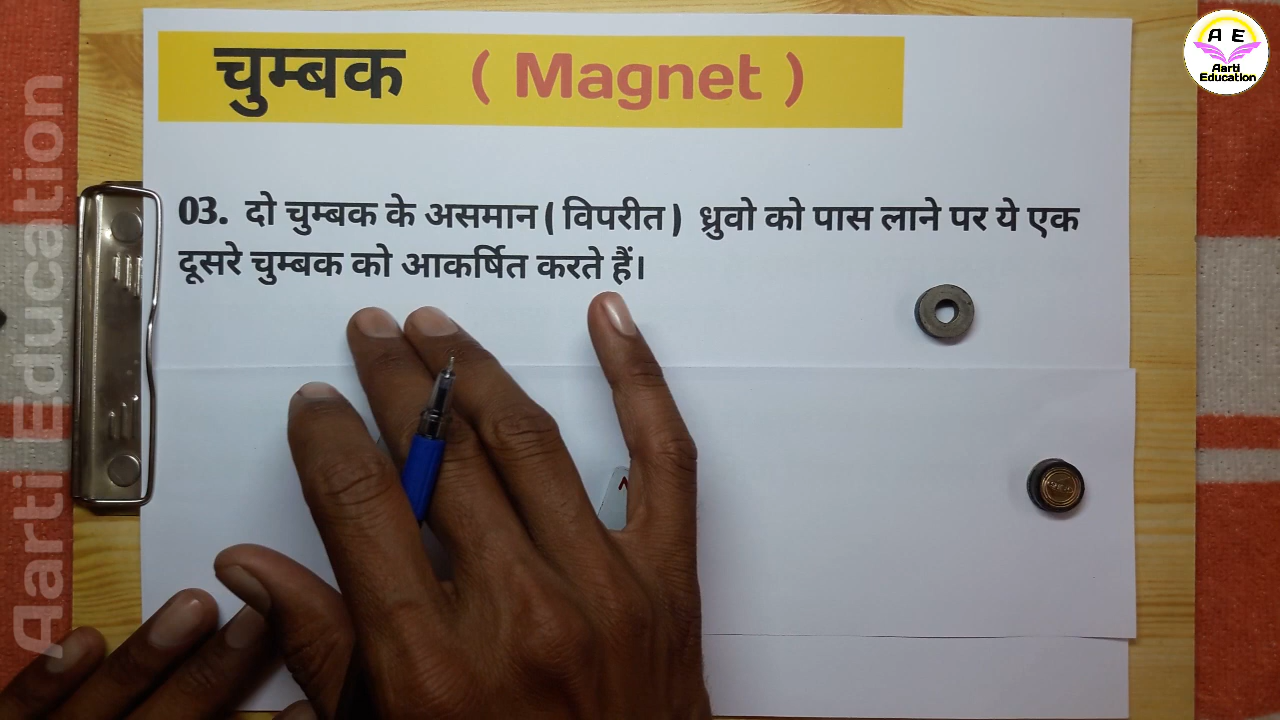 चुम्बक ( Magnet )
A E
Aarti
Education
03. दो चुम्बक के असमान ( विपरीत ) ध्रुवो को पास लाने पर ये एक
दूसरे चुम्बक को आकर्षित करते हैं।
Aarti Education